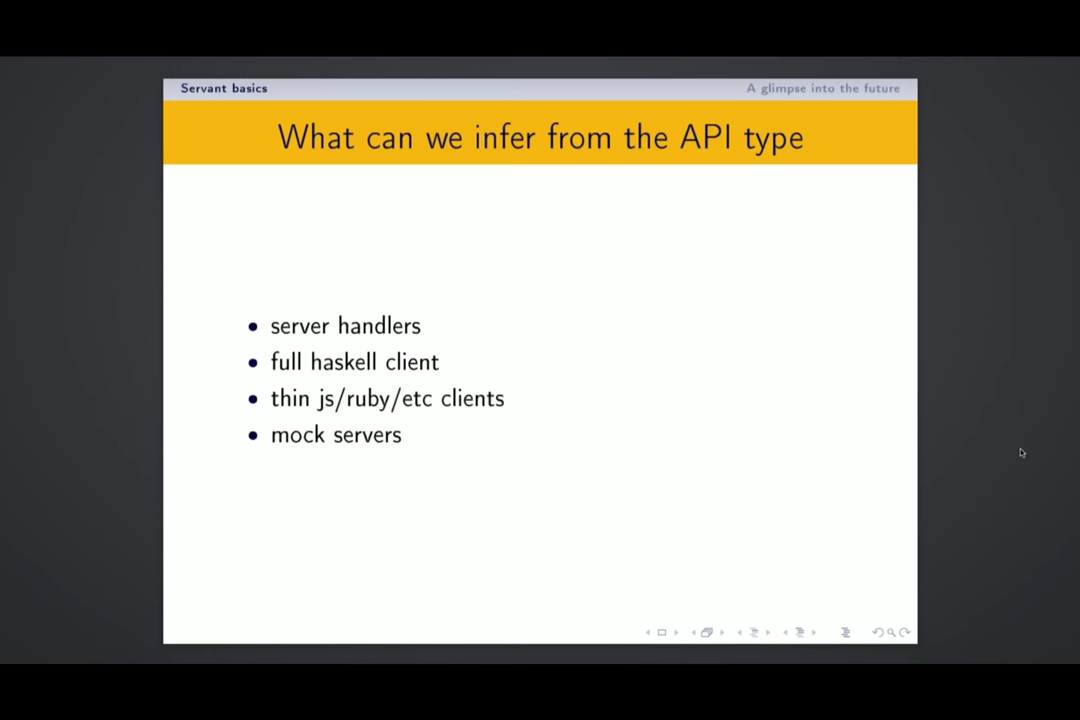 Servant basics
A glimpse into the future
What can we infer from the API type
• server handlers
• full haskell client
• thin js/ruby/etc clients
• mock servers